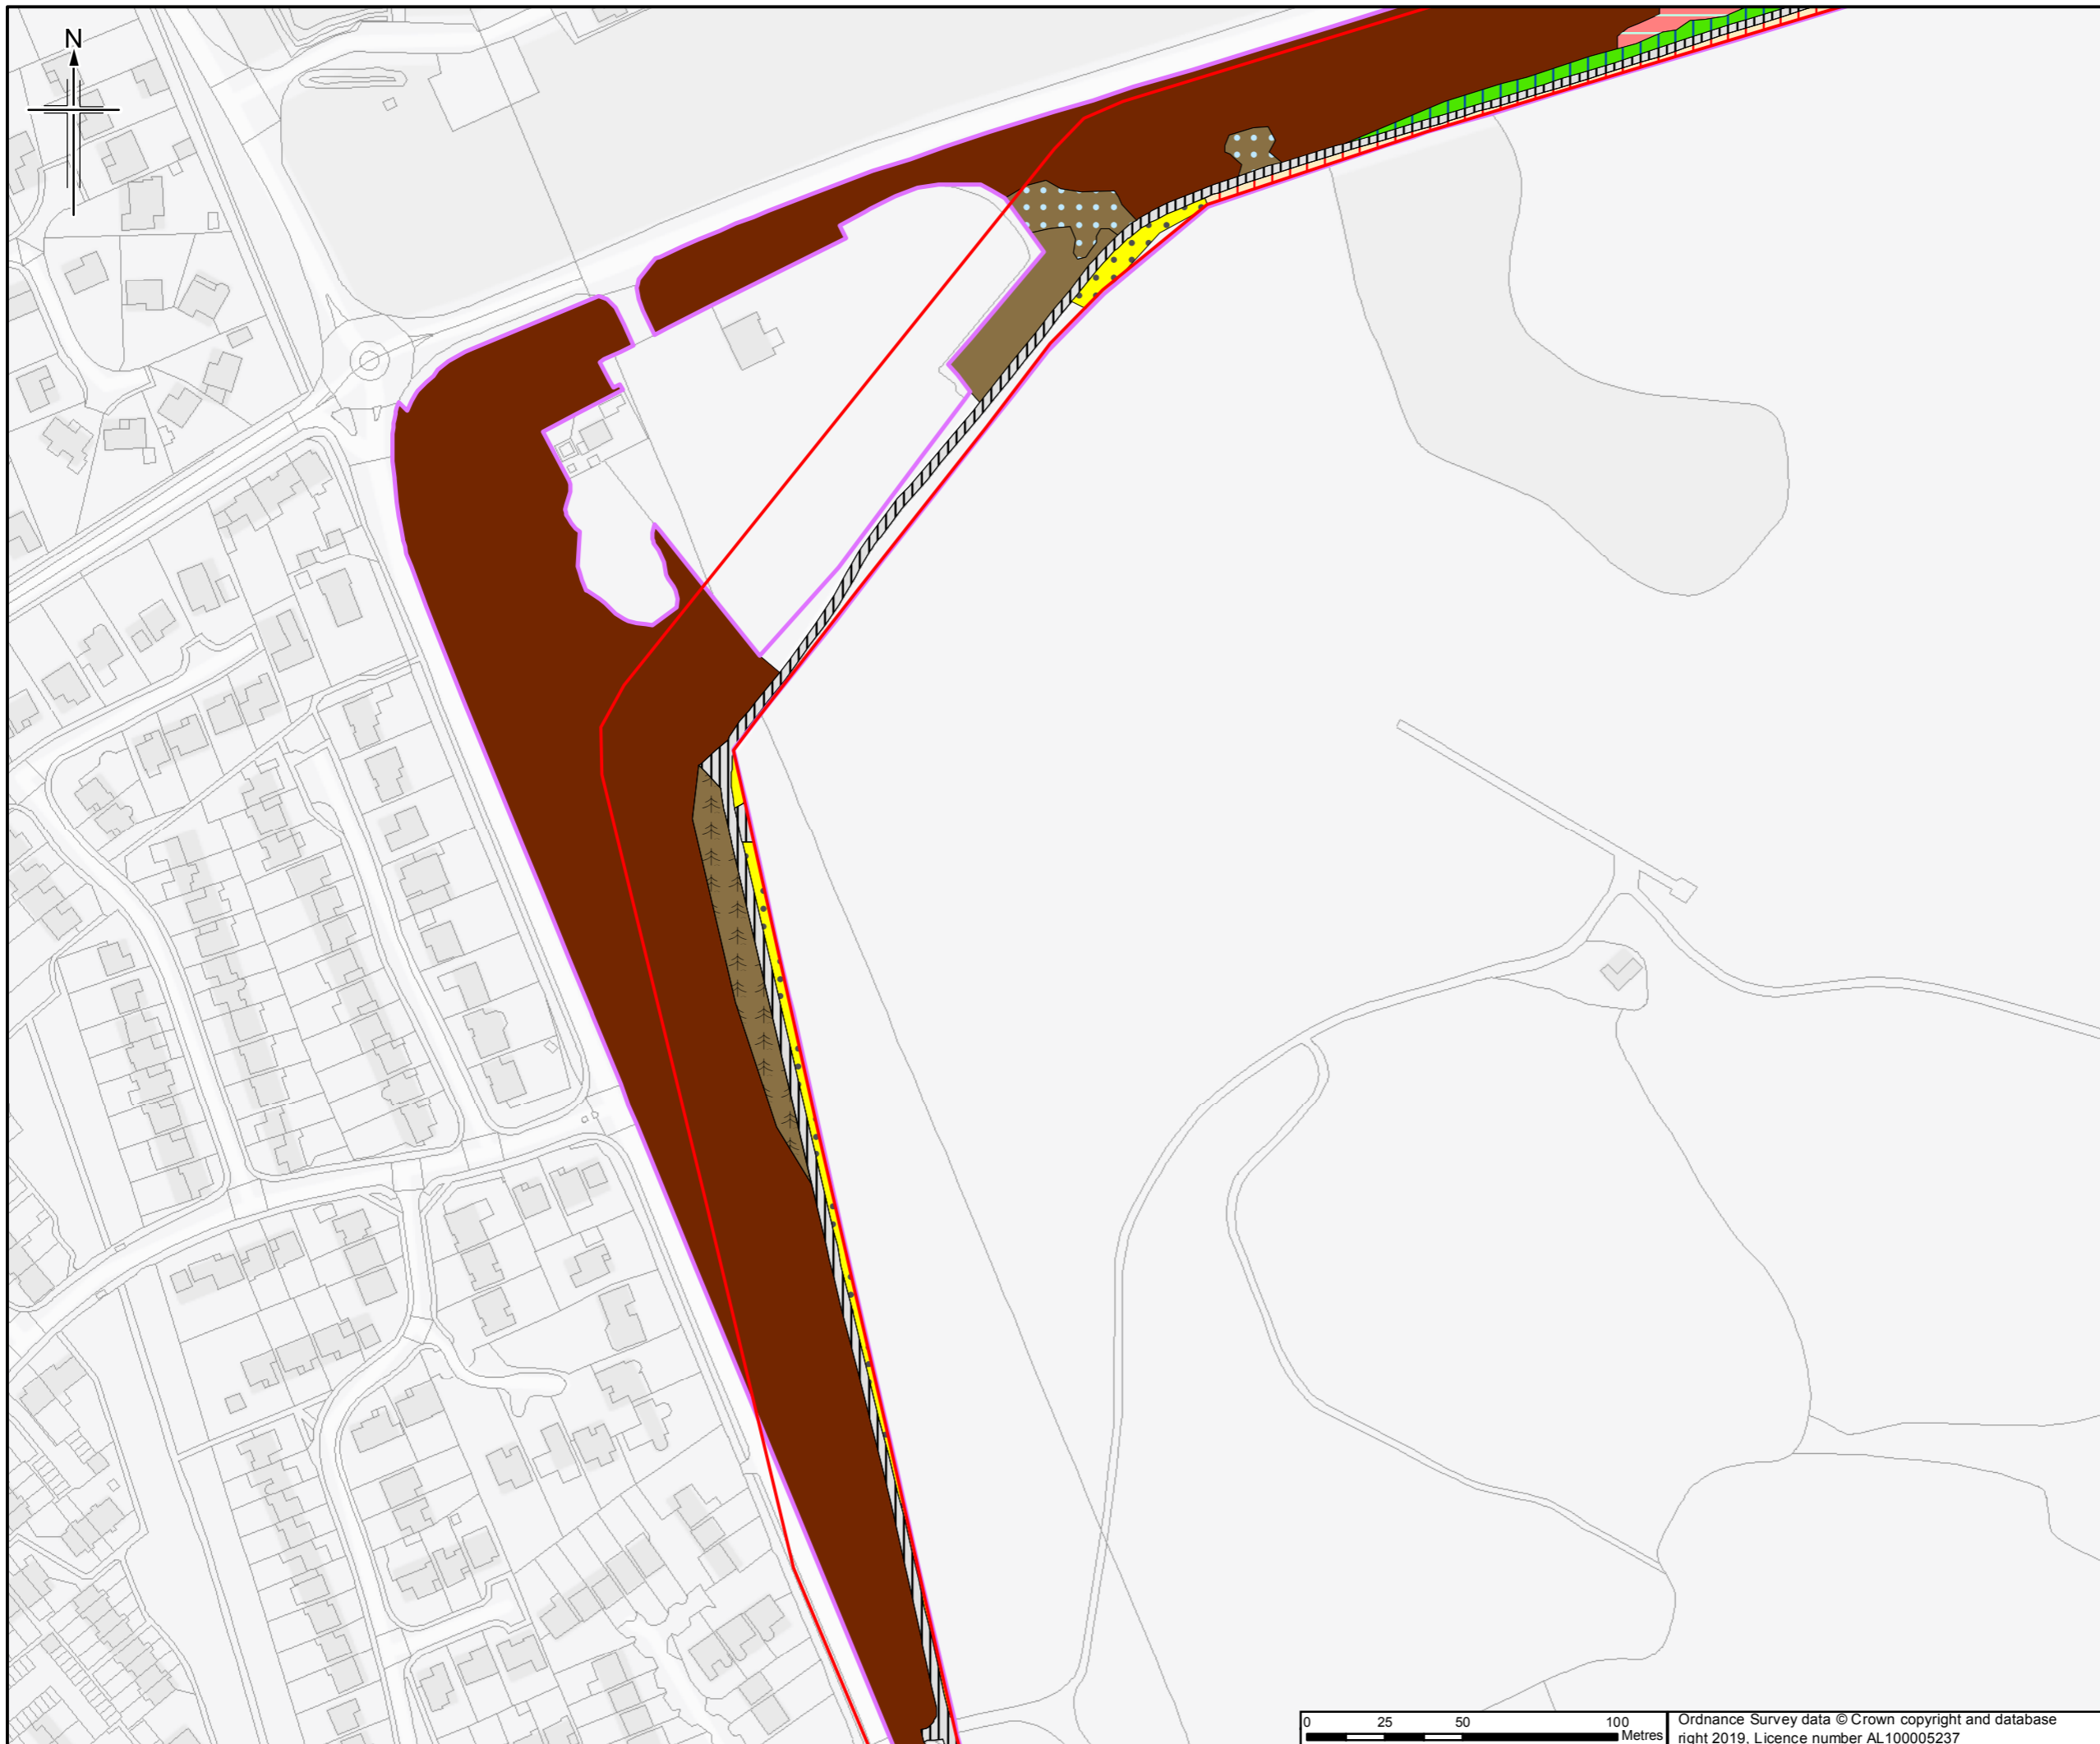 N
0 25 50 100
Metres
Ordnance Survey data © Crown copyright and database
right 2019. Licence number AL100005237